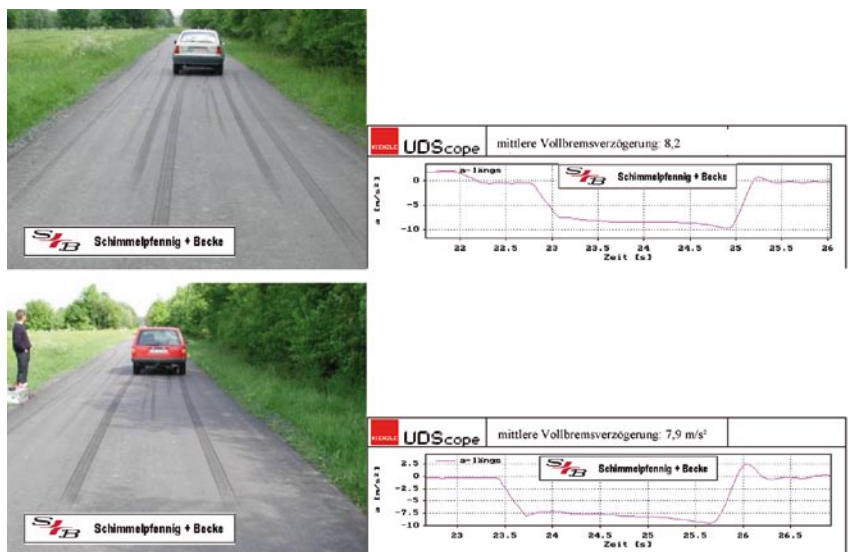 Schimmelpfennig + Becke
KIENZLE UDScope mittlere Vollbremsverzögerung: 8,2
a-längs
S+B Schimmelpfennig + Becke
a [m/s²]
0
-5
-10
22 22.5 23 23.5 24 24.5 25 25.5 26
Zeit [s]
S+B Schimmelpfennig + Becke
KIENZLE UDScope mittlere Vollbremsverzögerung: 7,9 m/s²
a-längs
S+B Schimmelpfennig + Becke
a [m/s²]
2.5
0
-2.5
-5
-7.5
-10
23 23.5 24 24.5 25 25.5 26 26.5
Zeit [s]